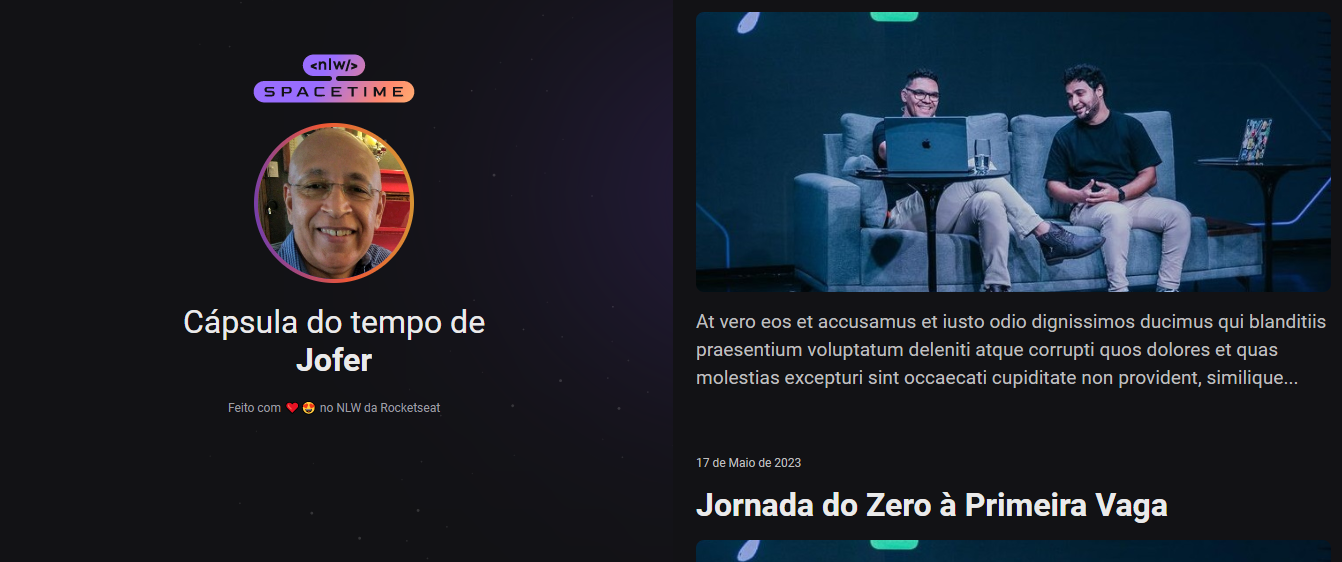 <nlw/>
SPACETIME
Cápsula do tempo de
Jofer
Feito com ❤️ 🤩 no NLW da Rocketseat
At vero eos et accusamus et iusto odio dignissimos ducimus qui blanditiis
praesentium voluptatum deleniti atque corrupti quos dolores et quas
molestias excepturi sint occaecati cupiditate non provident, similique...
17 de Maio de 2023
Jornada do Zero à Primeira Vaga